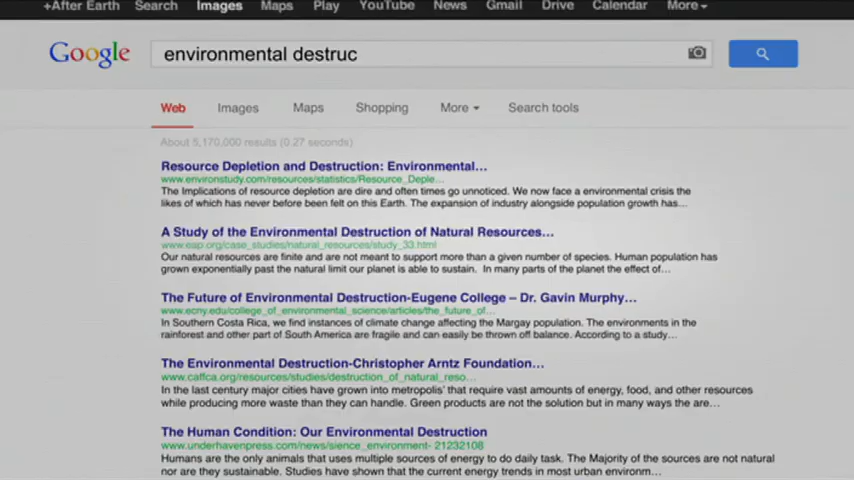 +After Earth Search Images Maps Play YouTube News Gmail Drive Calendar More
Google environmental destruc
Web Images Maps Shopping More Search tools
About 5,170,000 results (0.27 seconds)
Resource Depletion and Destruction: Environmental...
www.environstudy.com/resources/statistics/Resource_Deple...
The Implications of resource depletion are dire and often times go unnoticed. We now face a environmental crisis the
likes of which has never before been felt on this Earth. The expansion of industry alongside population growth has...
A Study of the Environmental Destruction of Natural Resources...
www.eap.org/case_studies/natural_resources/study_33.html
Our natural resources are finite and are not meant to support more than a given number of species. Human population has
grown exponentially past the natural limit our planet is able to sustain. In many parts of the planet the effect of...
The Future of Environmental Destruction-Eugene College – Dr. Gavin Murphy...
www.ecny.edu/college_of_environmental_science/articles/the_future_of...
In Southern Costa Rica, we find instances of climate change affecting the Margay population. The environments in the
rainforest and other part of South America are fragile and can easily be thrown off balance. According to a study...
The Environmental Destruction-Christopher Arntz Foundation...
www.caffca.org/resources/studies/destruction_of_natural_reso...
In the last century major cities have grown into metropolis' that require vast amounts of energy, food, and other resources
while producing more waste than they can handle. Green products are not the solution but in many ways the are...
The Human Condition: Our Environmental Destruction
www.underhavenpress.com/news/sience_environment- 21232108
Humans are the only animals that uses multiple sources of energy to do daily task. The Majority of the sources are not natural
nor are they sustainable. Studies have shown that the current energy trends in most urban environm...